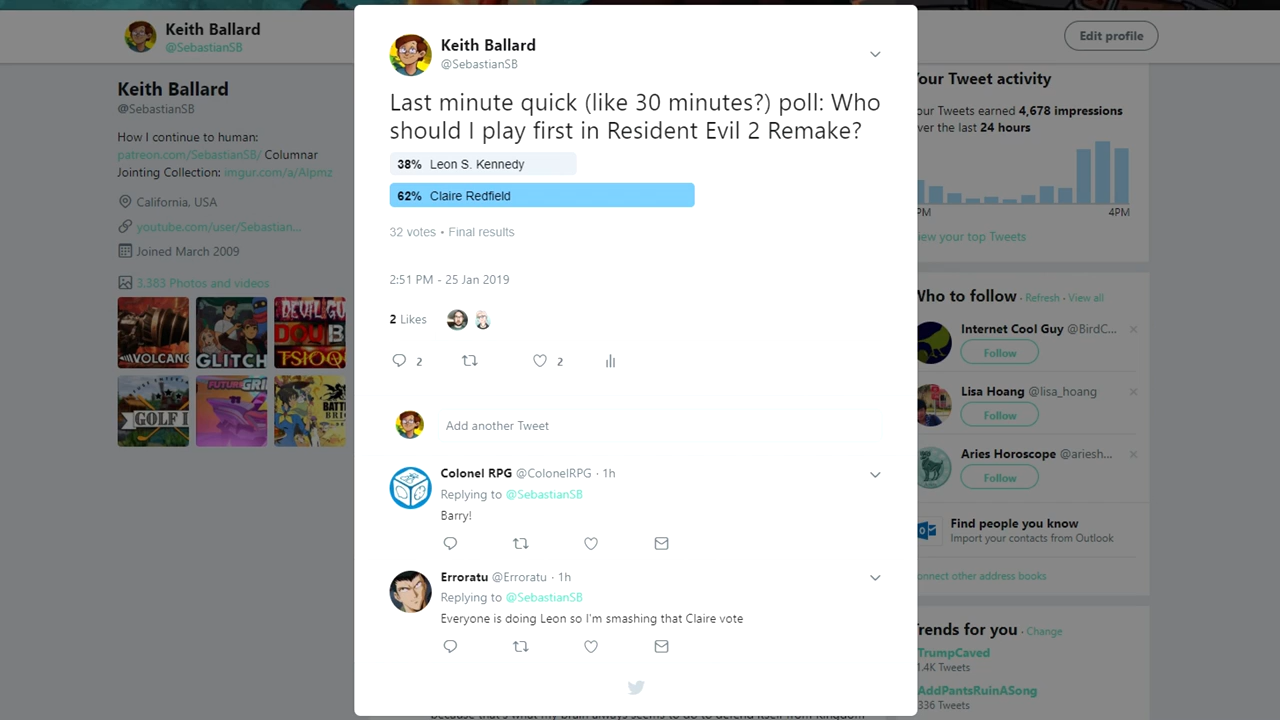 Keith Ballard
@SebastianSB
Edit profile
Keith Ballard
@SebastianSB
How I continue to human:
patreon.com/SebastianSB/ Columnar
Jointing Collection: imgur.com/a/Alpmz
California, USA
youtube.com/user/Sebastian...
Joined March 2009
3,383 Photos and videos
VOLCANO
GLITCH
GOLF I
Keith Ballard
@SebastianSB
Last minute quick (like 30 minutes?) poll: Who
should I play first in Resident Evil 2 Remake?
38% Leon S. Kennedy
62% Claire Redfield
32 votes • Final results
2:51 PM - 25 Jan 2019
2 Likes
2
2
Add another Tweet
Colonel RPG @ColonelRPG · 1h
Replying to @SebastianSB
Barry!
Erroratu @Erroratu · 1h
Replying to @SebastianSB
Everyone is doing Leon so I'm smashing that Claire vote
our Tweet activity
our Tweets earned 4,678 impressions
ver the last 24 hours
PM
4PM
iew your top Tweets
Who to follow · Refresh · View all
Internet Cool Guy @BirdC...
Follow
Lisa Hoang @lisa_hoang
Follow
Aries Horoscope @ariesh...
Follow
Find people you know
Import your contacts from Outlook
onnect other address books
Trends for you · Change
TrumpCaved
1.4K Tweets
AddPantsRuinASong
336 Tweets